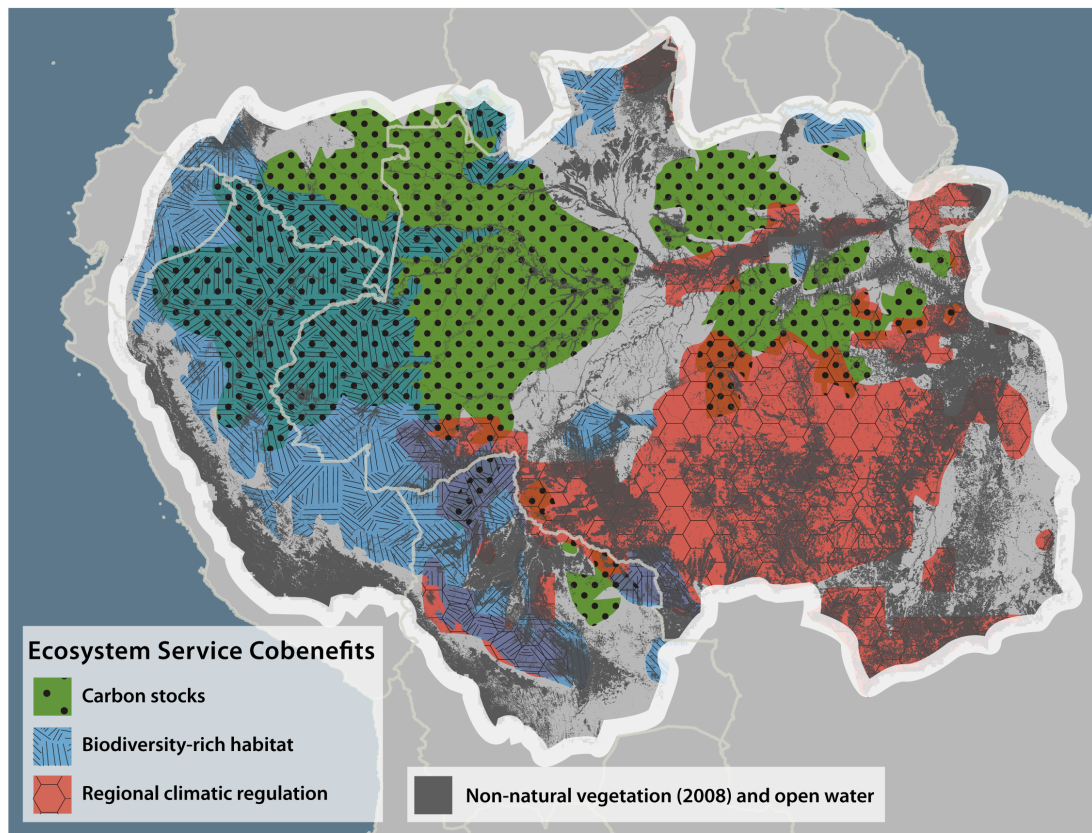 Ecosystem Service Cobenefits
Carbon stocks
Biodiversity-rich habitat
Regional climatic regulation
Non-natural vegetation (2008) and open water